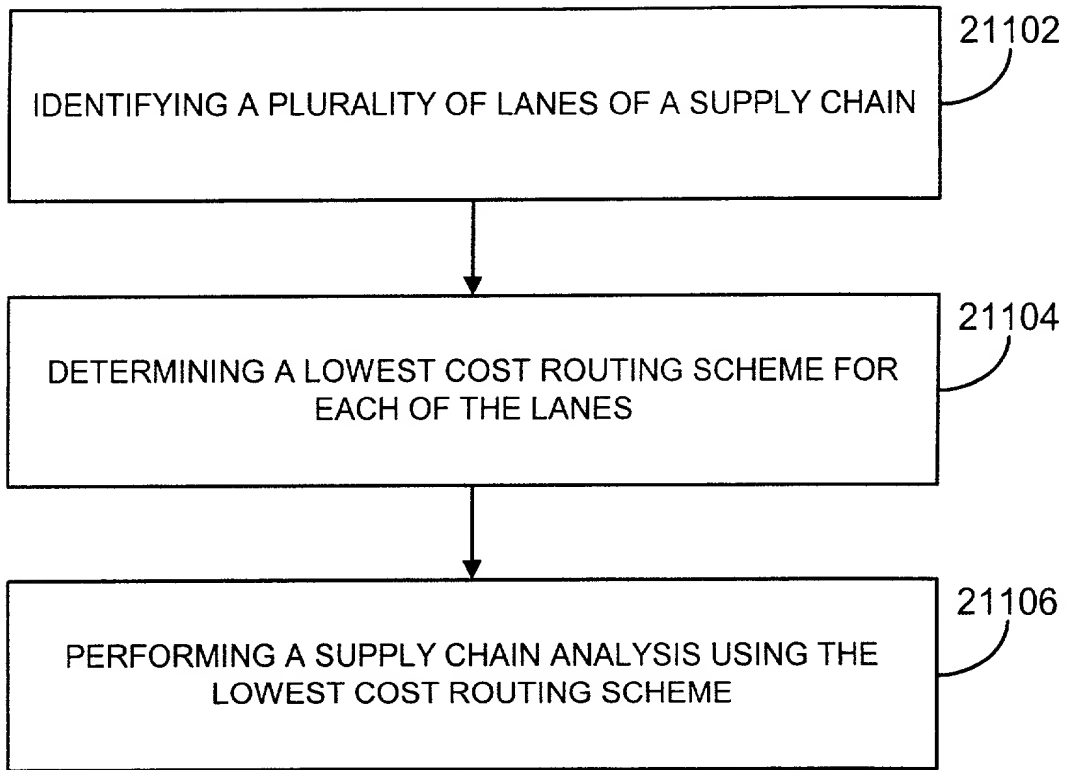 21102
IDENTIFYING A PLURALITY OF LANES OF A SUPPLY CHAIN
21104
DETERMINING A LOWEST COST ROUTING SCHEME FOR
EACH OF THE LANES
21106
PERFORMING A SUPPLY CHAIN ANALYSIS USING THE
LOWEST COST ROUTING SCHEME